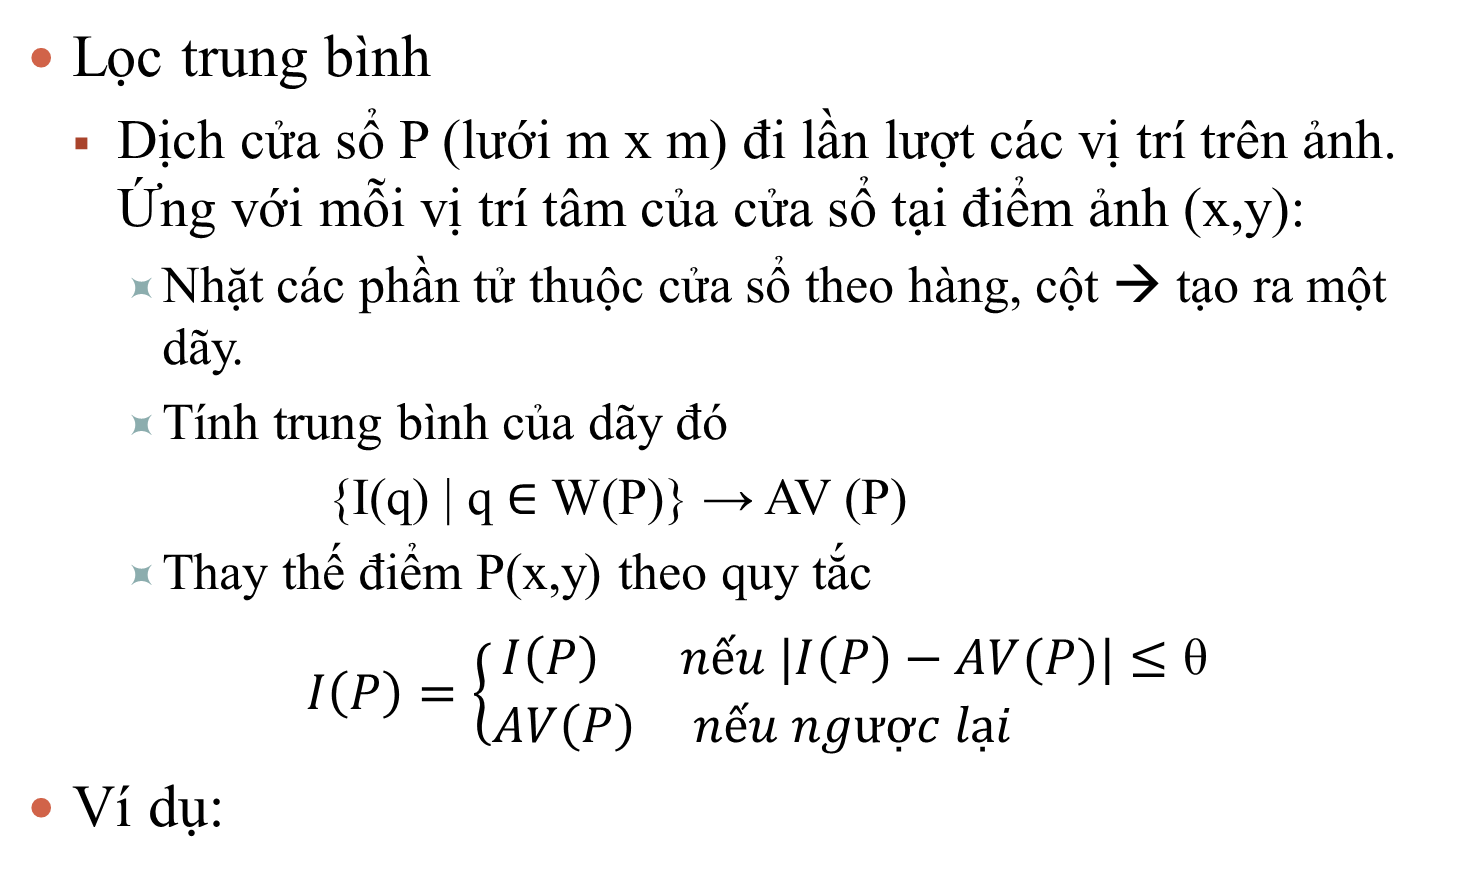 Lọc trung bình
Dịch cửa sổ P (lưới m x m) đi lần lượt các vị trí trên ảnh.
Ứng với mỗi vị trí tâm của cửa sổ tại điểm ảnh (x,y):
Nhặt các phần tử thuộc cửa sổ theo hàng, cột → tạo ra một
dãy.
Tính trung bình của dãy đó
{I(q) | q ∈ W(P)} → AV (P)
Thay thế điểm P(x,y) theo quy tắc
I(P) = { I(P) nếu |I(P) − AV(P)| ≤ θ
AV(P) nếu ngược lại
Ví dụ: